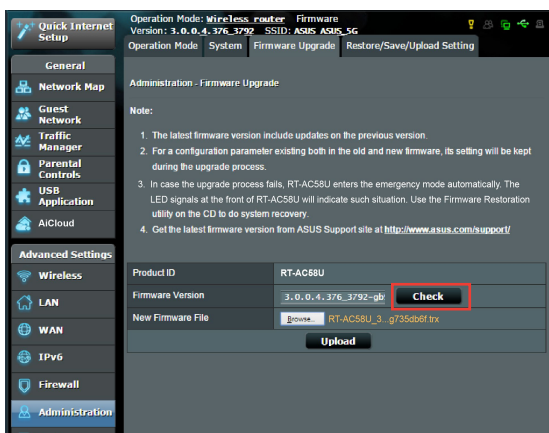 Quick Internet
Setup
General
Network Map
Guest
Network
Traffic
Manager
Parental
Controls
USB
Application
AiCloud
Advanced Settings
Wireless
LAN
WAN
IPv6
Firewall
Administration
Operation Mode: Wireless router Firmware
Version: 3.0.0.4.376_3792 SSID: ASUS ASUS_5G
Operation Mode System Firmware Upgrade Restore/Save/Upload Setting
Administration - Firmware Upgrade
Note:
1. The latest firmware version include updates on the previous version.
2. For a configuration parameter existing both in the old and new firmware, its setting will be kept
during the upgrade process.
3. In case the upgrade process fails, RT-AC58U enters the emergency mode automatically. The
LED signals at the front of RT-AC58U will indicate such situation. Use the Firmware Restoration
utility on the CD to do system recovery.
4. Get the latest firmware version from ASUS Support site at http://www.asus.com/support/
Product ID RT-AC58U
Firmware Version 3.0.0.4.376_3792-gb Check
New Firmware File Browse... RT-AC58U_3...g735db6f.trx
Upload